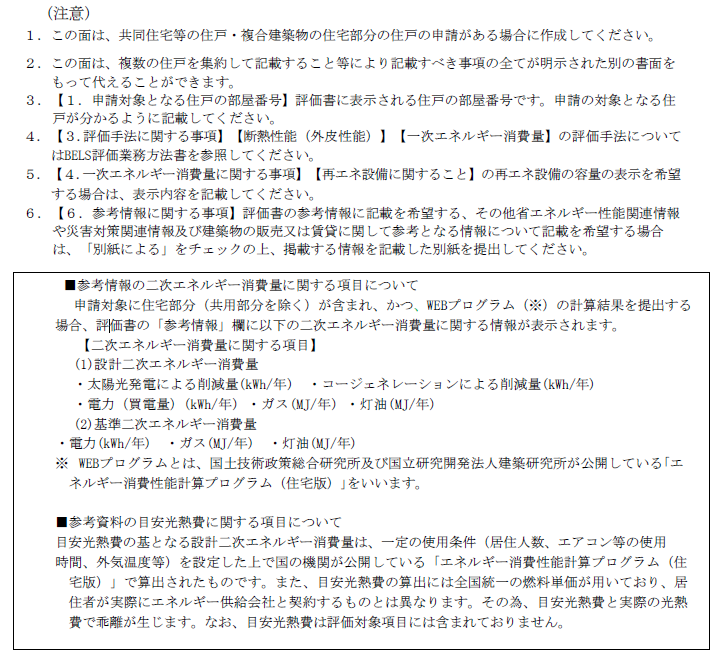 (注意)
１．この面は、共同住宅等の住戸・複合建築物の住宅部分の住戸の申請がある場合に作成してください。
２．この面は、複数の住戸を集約して記載すること等により記載すべき事項の全てが明示された別の書面を
もって代えることができます。
３．【１．申請対象となる住戸の部屋番号】評価書に表示される住戸の部屋番号です。申請の対象となる住
戸が分かるように記載してください。
４．【３.評価手法に関する事項】【断熱性能（外皮性能）】【一次エネルギー消費量】の評価手法について
はBELS評価業務方法書を参照してください。
５．【４.一次エネルギー消費量に関する事項】【再エネ設備に関すること】の再エネ設備の容量の表示を希望
する場合は、表示内容を記載してください。
６．【６．参考情報に関する事項】評価書の参考情報に記載を希望する、その他省エネルギー性能関連情報
や災害対策関連情報及び建築物の販売又は賃貸に関して参考となる情報について記載を希望する場合
は、「別紙による」をチェックの上、掲載する情報を記載した別紙を提出してください。
■参考情報の二次エネルギー消費量に関する項目について
申請対象に住宅部分（共用部分を除く）が含まれ、かつ、WEBプログラム（※）の計算結果を提出する
場合、評価書の「参考情報」欄に以下の二次エネルギー消費量に関する情報が表示されます。
【二次エネルギー消費量に関する項目】
(1)設計二次エネルギー消費量
・太陽光発電による削減量(kWh/年)　・コージェネレーションによる削減量(kWh/年)
・電力（買電量）(kWh/年) ・ガス(MJ/年) ・灯油(MJ/年)
(2)基準二次エネルギー消費量
・電力(kWh/年)　・ガス(MJ/年)　・灯油(MJ/年)
※　WEBプログラムとは、国土技術政策総合研究所及び国立研究開発法人建築研究所が公開している「エ
ネルギー消費性能計算プログラム（住宅版）」をいいます。
■参考資料の目安光熱費に関する項目について
目安光熱費の基となる設計二次エネルギー消費量は、一定の使用条件（居住人数、エアコン等の使用
時間、外気温度等）を設定した上で国の機関が公開している「エネルギー消費性能計算プログラム（住
宅版）」で算出されたものです。また、目安光熱費の算出には全国統一の燃料単価が用いており、居
住者が実際にエネルギー供給会社と契約するものとは異なります。その為、目安光熱費と実際の光熱
費で乖離が生じます。なお、目安光熱費は評価対象項目には含まれておりません。